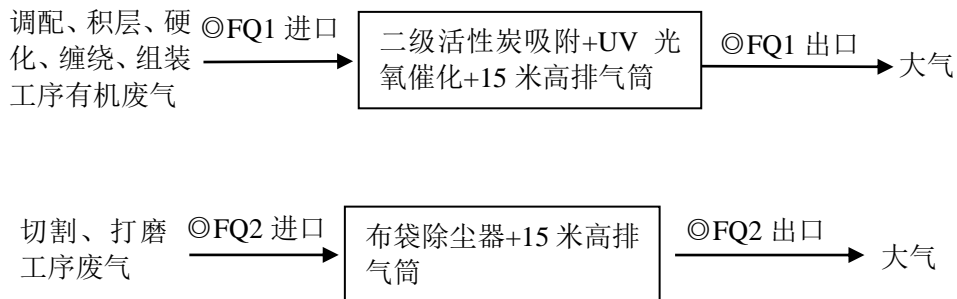 调配、积层、硬
化、缠绕、组装
工序有机废气
◎FQ1 进口
二级活性炭吸附+UV 光
氧催化+15 米高排气筒
◎FQ1 出口
大气
切割、打磨
工序废气
◎FQ2 进口
布袋除尘器+15 米高排
气筒
◎FQ2 出口
大气